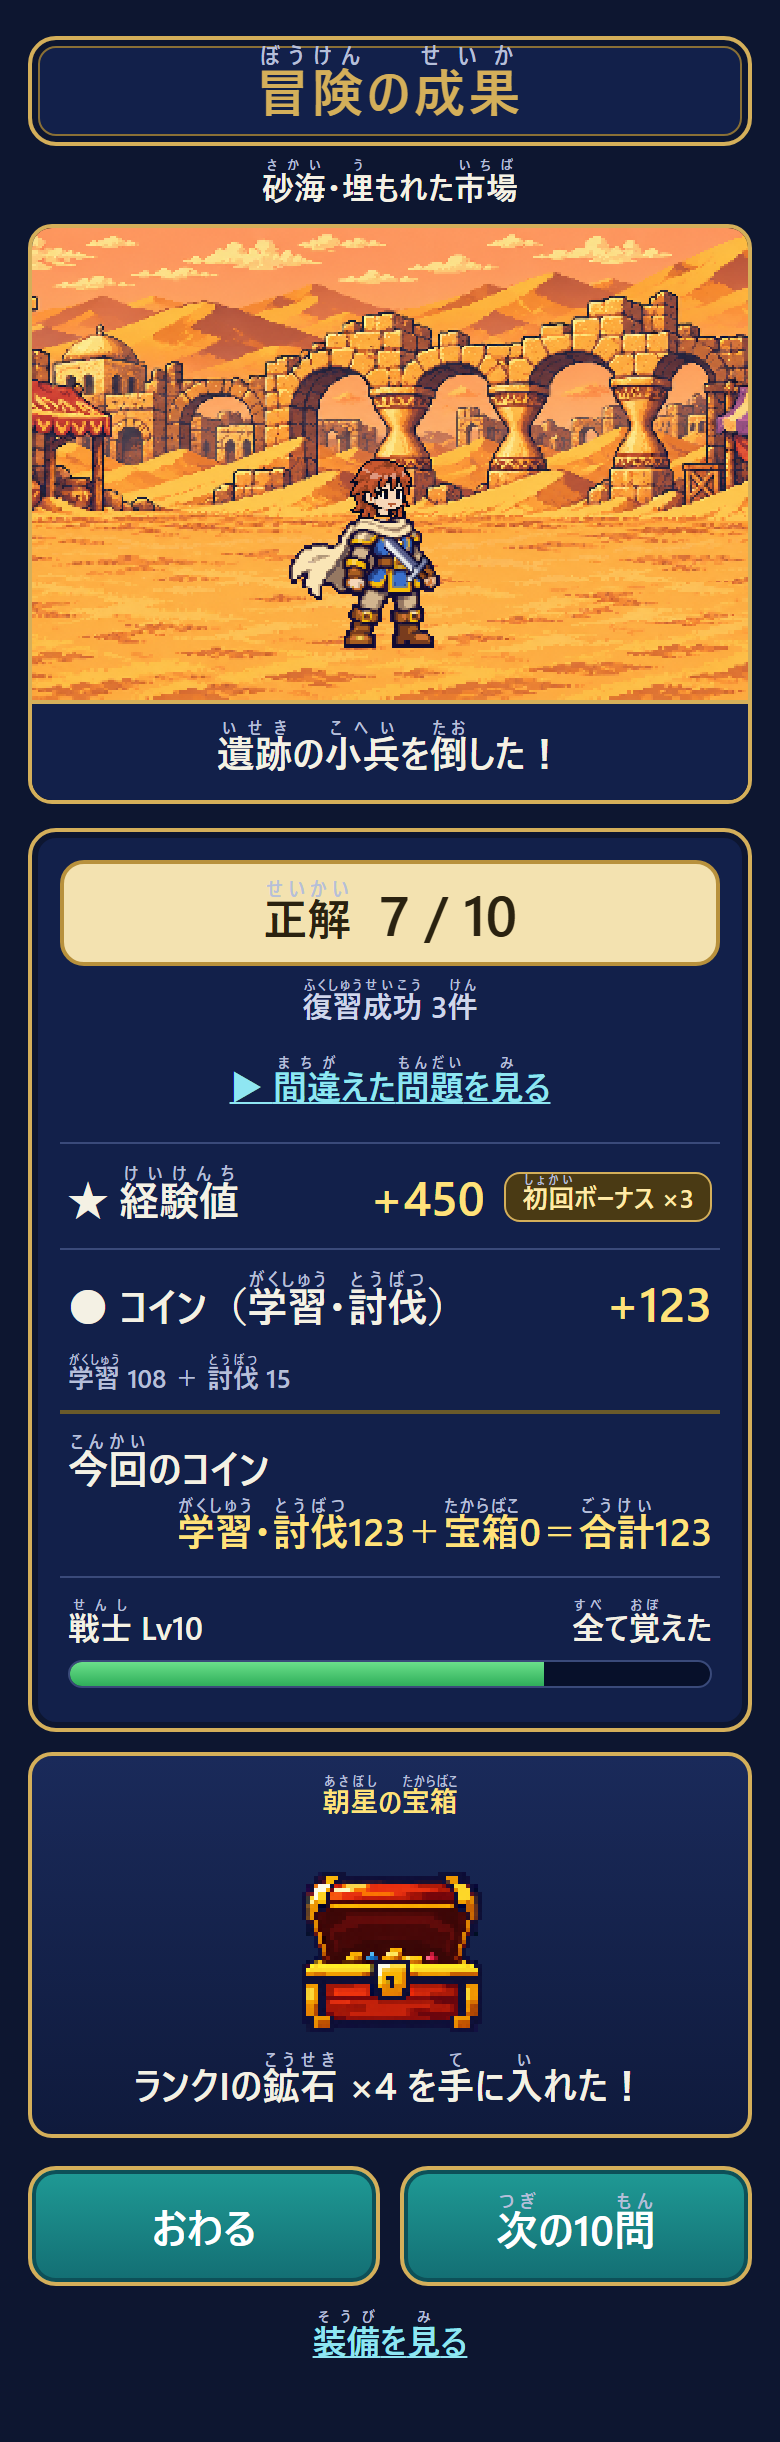 ぼうけん せいか
冒険の成果
さかい う いちば
砂海・埋もれた市場
いせき こへい たお
遺跡の小兵を倒した！
せいかい
正解 7 / 10
ふくしゅうせいこう けん
復習成功 3件
まちが もんだい み
▶ 間違えた問題を見る
けいけんち
★ 経験値 +450
しょかい
初回ボーナス ×3
がくしゅう とうばつ
● コイン（学習・討伐） +123
がくしゅう とうばつ
学習 108 ＋ 討伐 15
こんかい
今回のコイン
がくしゅう とうばつ たからばこ ごうけい
学習・討伐123＋宝箱0＝合計123
せんし すべ おぼ
戦士 Lv10 全て覚えた
あさぼし たからばこ
朝星の宝箱
こうせき て い
ランクIの鉱石 ×4 を手に入れた！
おわる
つぎ もん
次の10問
そうび み
装備を見る